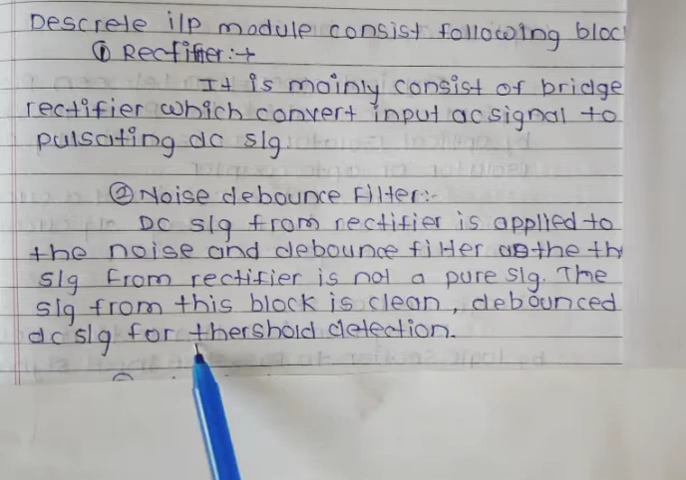 Descrete i/p module consist following bloc
① Rectifier:→
It is mainly consist of bridge
rectifier which convert input ac signal to
pulsating dc slg
② Noise debounce Filter:-
DC slg from rectifier is applied to
the noise and debounce filter as the th
slg from rectifier is not a pure slg. The
slg from this block is clean, debounced
dc slg for thershold detection.